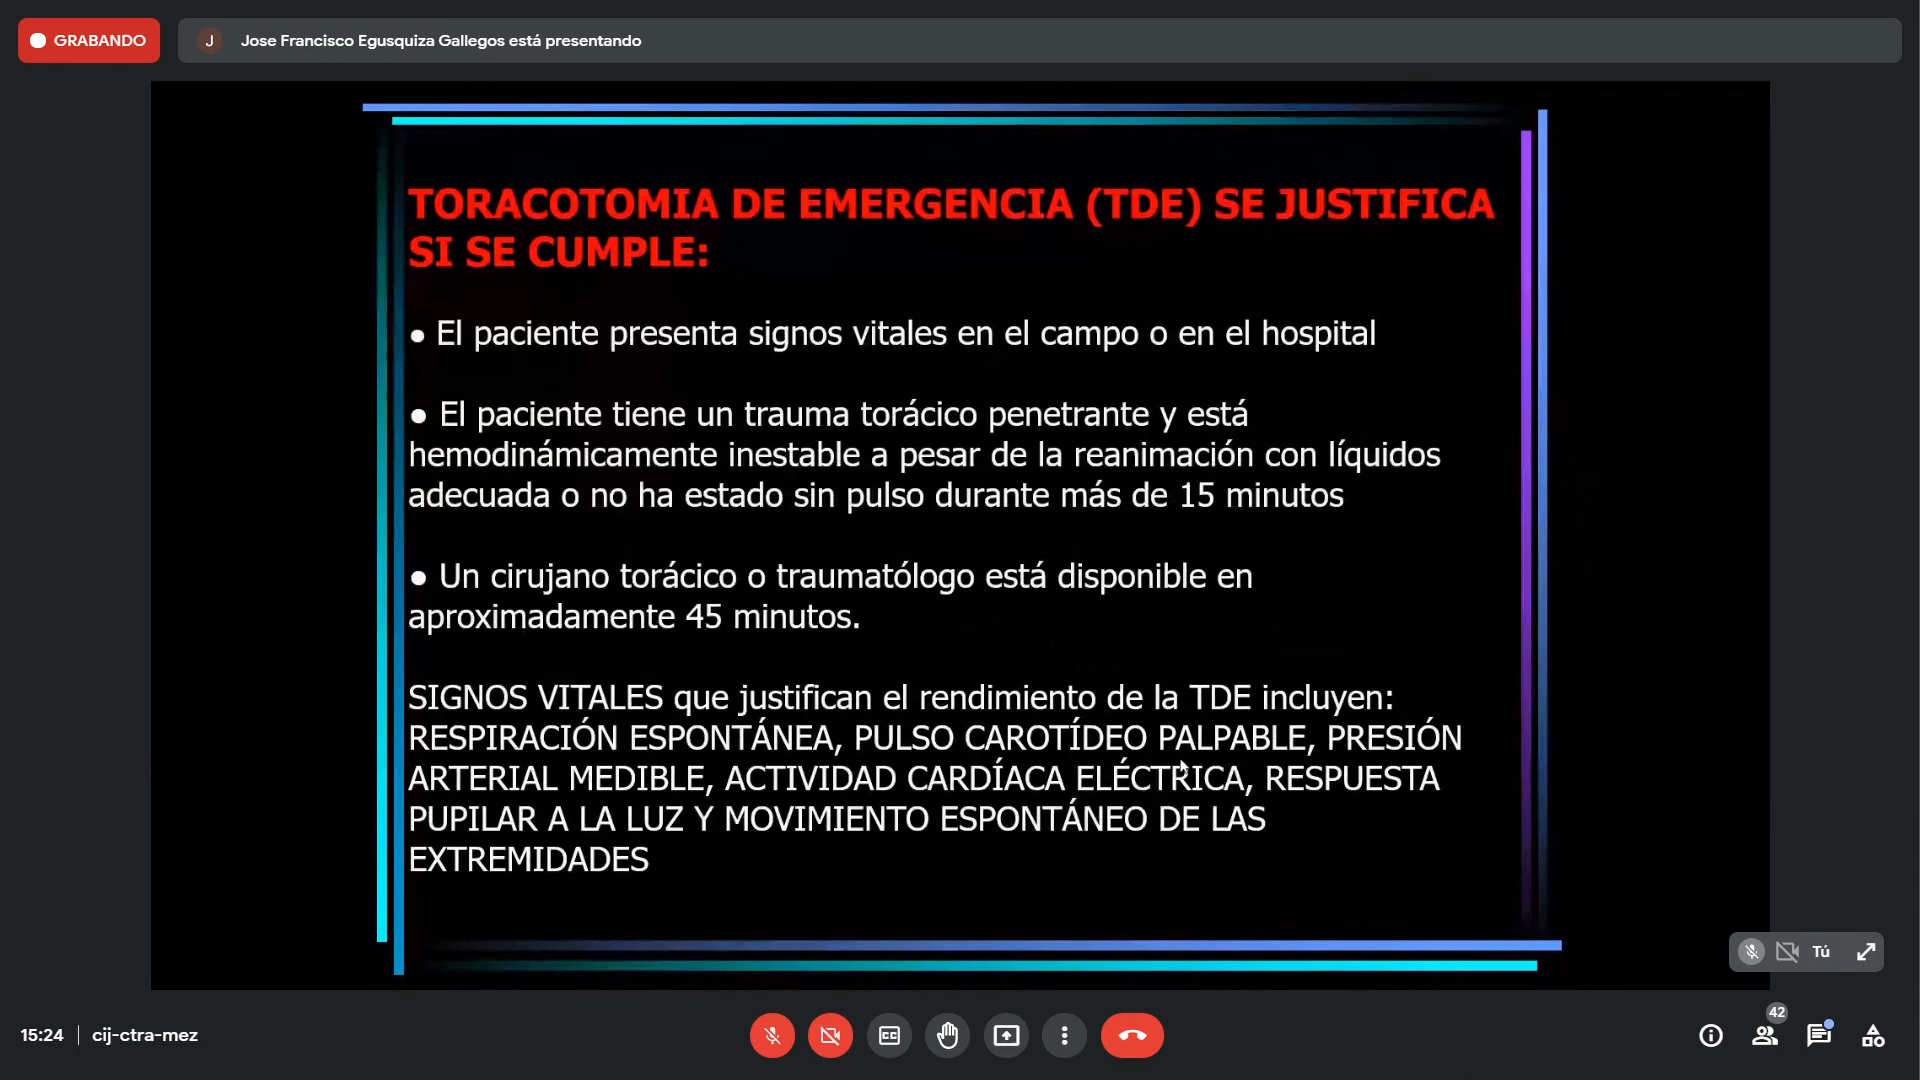 GRABANDO
J
Jose Francisco Egusquiza Gallegos está presentando
TORACOTOMIA DE EMERGENCIA (TDE) SE JUSTIFICA
SI SE CUMPLE:
● El paciente presenta signos vitales en el campo o en el hospital
● El paciente tiene un trauma torácico penetrante y está
hemodinámicamente inestable a pesar de la reanimación con líquidos
adecuada o no ha estado sin pulso durante más de 15 minutos
● Un cirujano torácico o traumatólogo está disponible en
aproximadamente 45 minutos.
SIGNOS VITALES que justifican el rendimiento de la TDE incluyen:
RESPIRACIÓN ESPONTÁNEA, PULSO CAROTÍDEO PALPABLE, PRESIÓN
ARTERIAL MEDIBLE, ACTIVIDAD CARDÍACA ELÉCTRICA, RESPUESTA
PUPILAR A LA LUZ Y MOVIMIENTO ESPONTÁNEO DE LAS
EXTREMIDADES
Tú
15:24 | cij-ctra-mez
CC
42